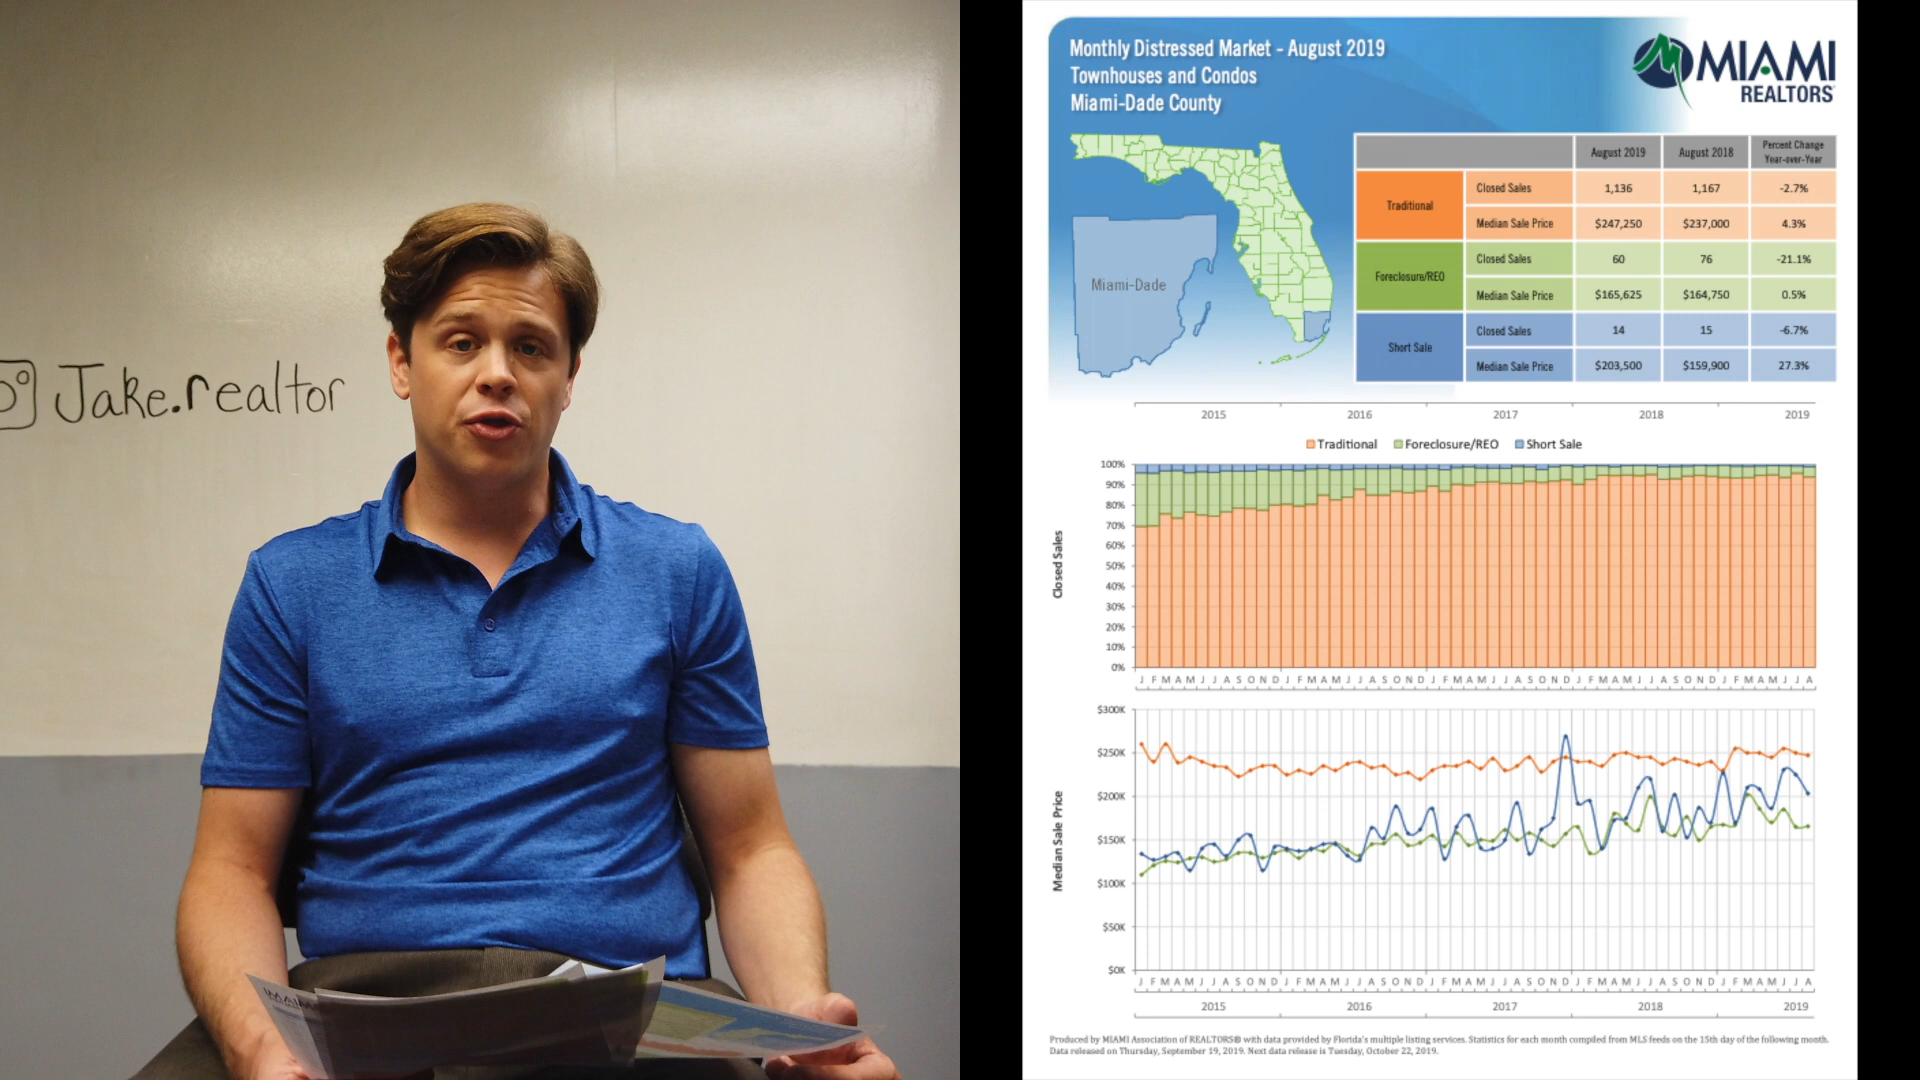 Jake.realtor
MIAMI
Monthly Distressed Market - August 2019
Townhouses and Condos
Miami-Dade County
MIAMI
REALTORS®
Miami-Dade
August 2019 August 2018 Percent Change Year-over-Year
Traditional
Closed Sales 1,136 1,167 -2.7%
Median Sale Price $247,250 $237,000 4.3%
Foreclosure/REO
Closed Sales 60 76 -21.1%
Median Sale Price $165,625 $164,750 0.5%
Short Sale
Closed Sales 14 15 -6.7%
Median Sale Price $203,500 $159,900 27.3%
2015 2016 2017 2018 2019
Traditional Foreclosure/REO Short Sale
Closed Sales
100%
90%
80%
70%
60%
50%
40%
30%
20%
10%
0%
J F M A M J J A S O N D J F M A M J J A S O N D J F M A M J J A S O N D J F M A M J J A S O N D J F M A M J J A
Median Sale Price
$300K
$250K
$200K
$150K
$100K
$50K
$0K
J F M A M J J A S O N D J F M A M J J A S O N D J F M A M J J A S O N D J F M A M J J A S O N D J F M A M J J A
2015 2016 2017 2018 2019
Produced by MIAMI Association of REALTORS® with data provided by Florida's multiple listing services. Statistics for each month compiled from MLS feeds on the 15th day of the following month.
Data released on Thursday, September 19, 2019. Next data release is Tuesday, October 22, 2019.